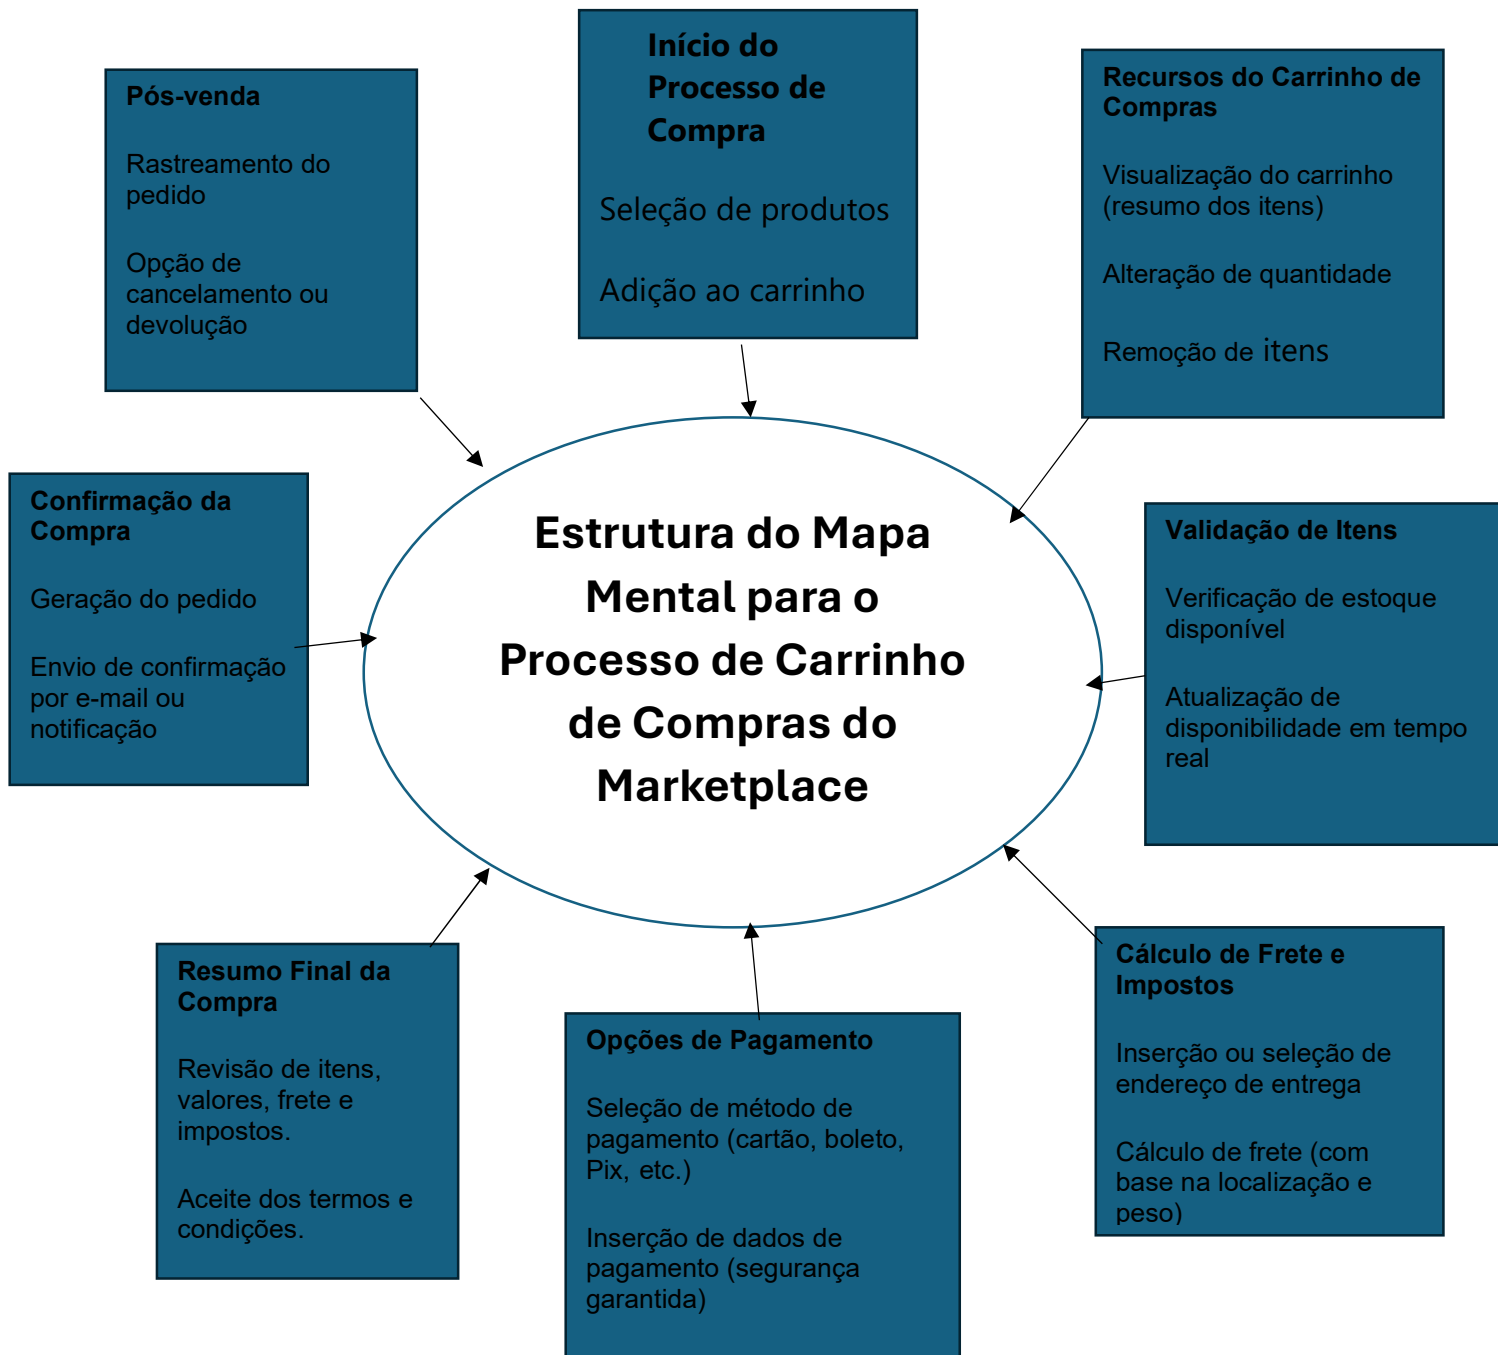 Início do
Processo de
Compra
Seleção de produtos
Adição ao carrinho
Recursos do Carrinho de
Compras
Visualização do carrinho
(resumo dos itens)
Alteração de quantidade
Remoção de itens
Validação de Itens
Verificação de estoque
disponível
Atualização de
disponibilidade em tempo
real
Cálculo de Frete e
Impostos
Inserção ou seleção de
endereço de entrega
Cálculo de frete (com
base na localização e
peso)
Opções de Pagamento
Seleção de método de
pagamento (cartão, boleto,
Pix, etc.)
Inserção de dados de
pagamento (segurança
garantida)
Resumo Final da
Compra
Revisão de itens,
valores, frete e
impostos.
Aceite dos termos e
condições.
Confirmação da
Compra
Geração do pedido
Envio de confirmação
por e-mail ou
notificação
Pós-venda
Rastreamento do
pedido
Opção de
cancelamento ou
devolução
Estrutura do Mapa
Mental para o
Processo de Carrinho
de Compras do
Marketplace